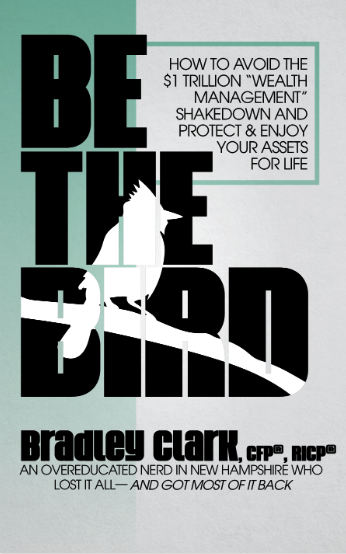 BE
HOW TO AVOID THE
$1 TRILLION "WEALTH
MANAGEMENT"
SHAKEDOWN AND
PROTECT & ENJOY
YOUR ASSETS
FOR LIFE
THE
BIRD
Bradley Clark, CFP®, RICP®
AN OVEREDUCATED NERD IN NEW HAMPSHIRE WHO
LOST IT ALL— AND GOT MOST OF IT BACK